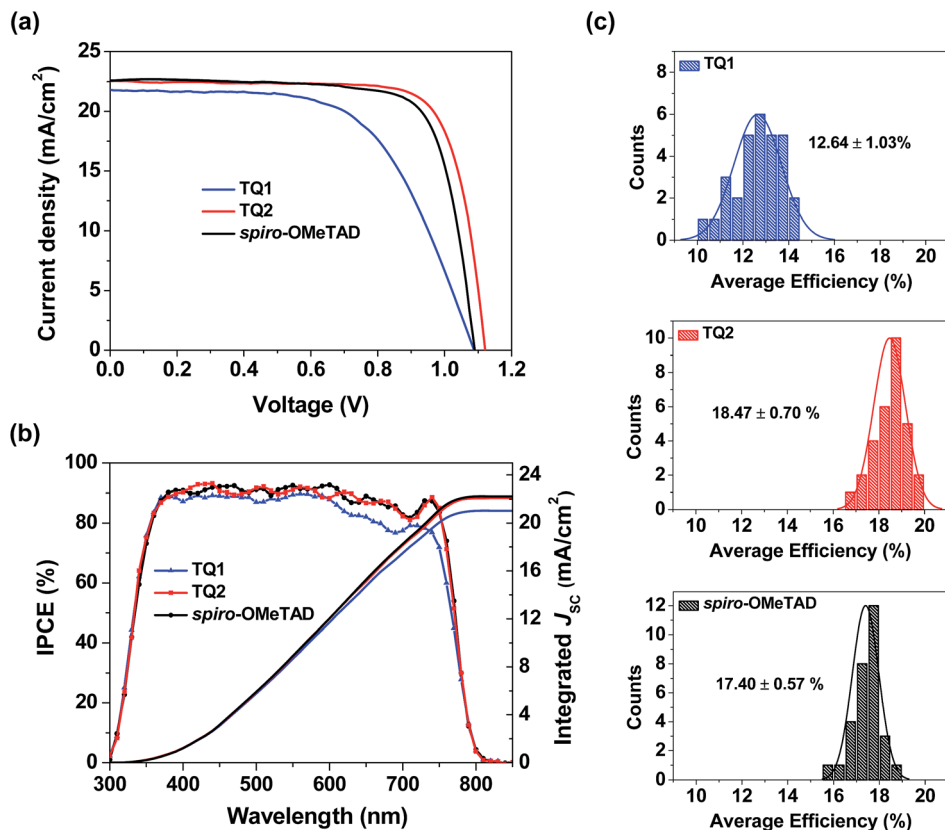 (a)
25
20
15
10
5
0
0.0 0.2 0.4 0.6 0.8 1.0 1.2
Current density (mA/cm²)
Voltage (V)
TQ1
TQ2
spiro-OMeTAD
(b)
100
80
60
40
20
0
300 400 500 600 700 800
24
20
16
12
8
4
0
IPCE (%)
Wavelength (nm)
Integrated JSC (mA/cm²)
TQ1
TQ2
spiro-OMeTAD
(c)
TQ1
12.64 ± 1.03%
8
6
4
2
0
10 12 14 16 18 20
Counts
Average Efficiency (%)
TQ2
18.47 ± 0.70 %
10
8
6
4
2
0
10 12 14 16 18 20
Counts
Average Efficiency (%)
spiro-OMeTAD
17.40 ± 0.57 %
12
10
8
6
4
2
0
10 12 14 16 18 20
Counts
Average Efficiency (%)